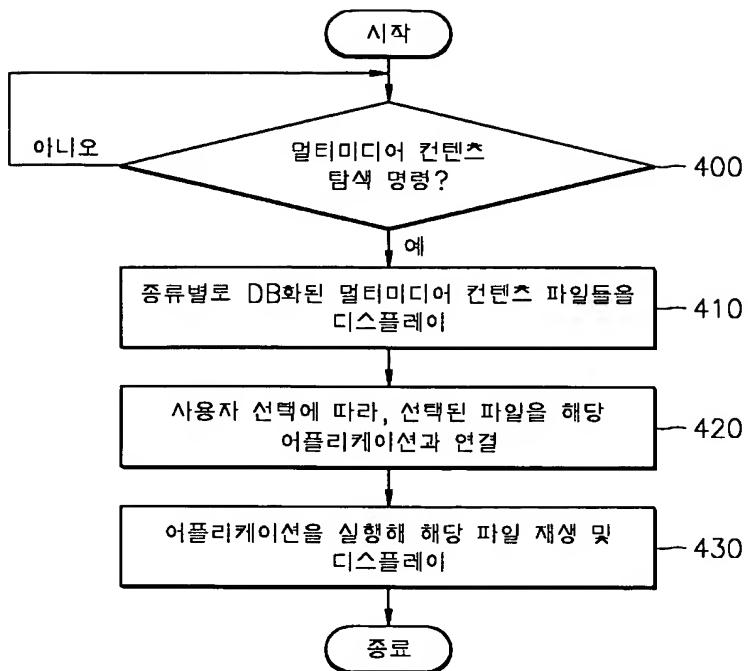 시작
아니오
멀티미디어 컨텐츠
탐색 명령?
400
예
종류별로 DB화된 멀티미디어 컨텐츠 파일들을
디스플레이
410
사용자 선택에 따라, 선택된 파일을 해당
어플리케이션과 연결
420
어플리케이션을 실행해 해당 파일 재생 및
디스플레이
430
종료